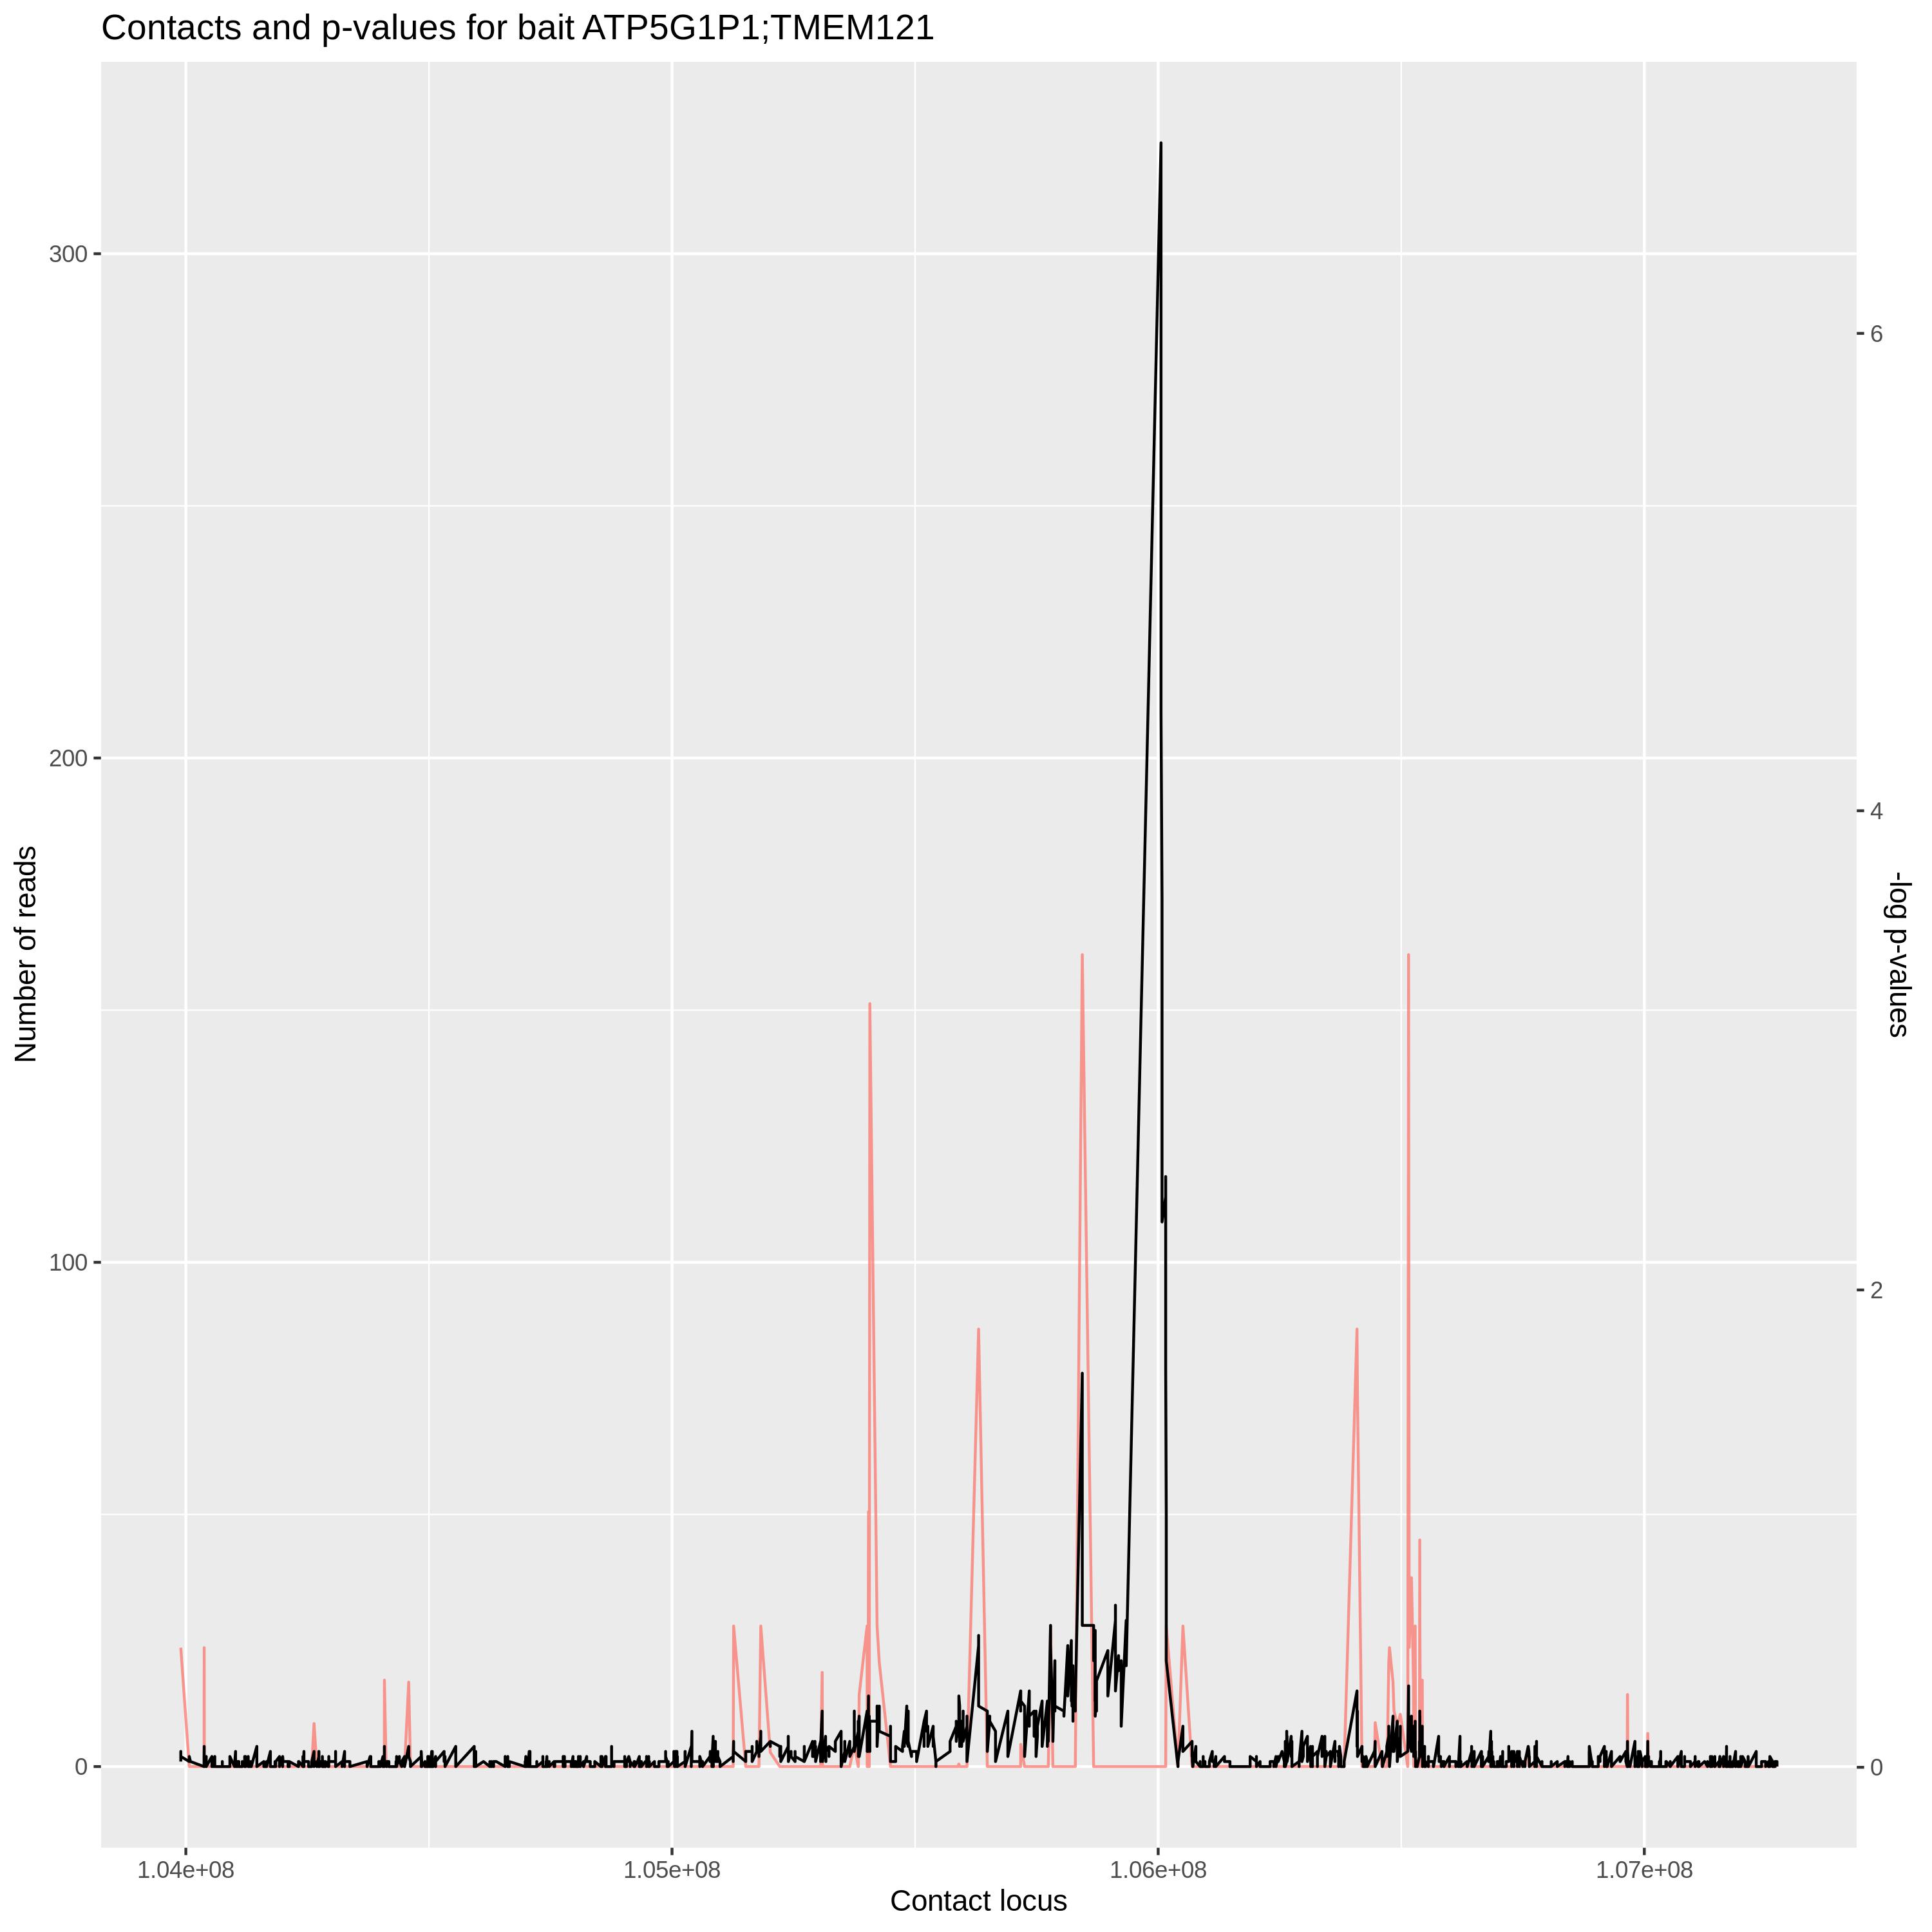 Contacts and p-values for bait ATP5G1P1;TMEM121
300
200
100
0
Number of reads
6
4
2
0
-log p-values
1.04e+08
1.05e+08
1.06e+08
1.07e+08
Contact locus